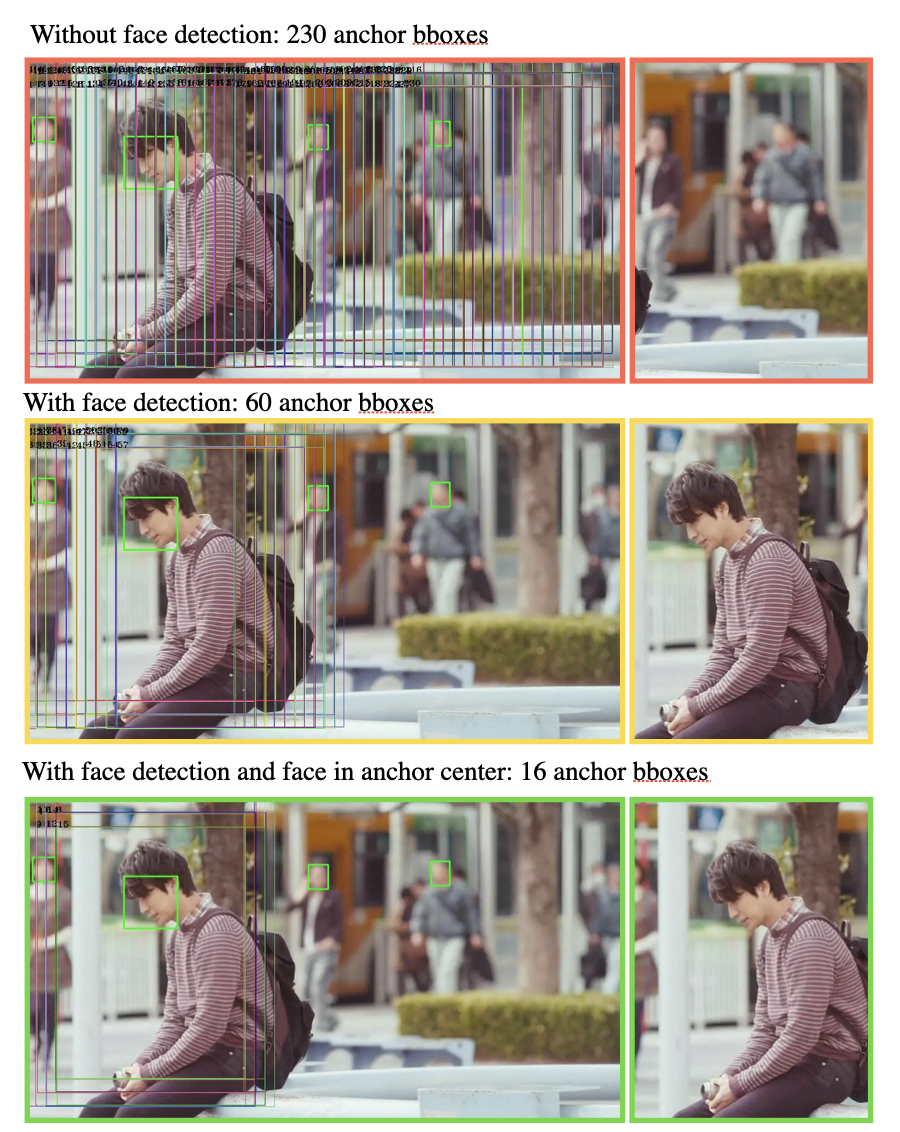 Without face detection: 230 anchor bboxes
With face detection: 60 anchor bboxes
With face detection and face in anchor center: 16 anchor bboxes